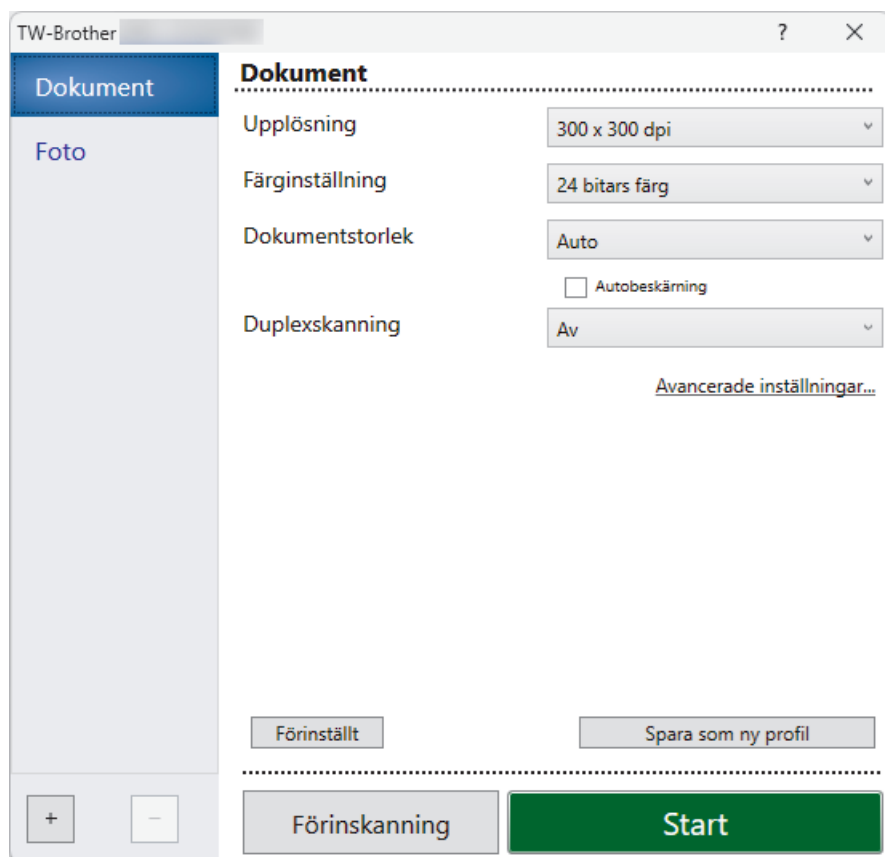 TW-Brother
?
Dokument
Foto
Dokument
Upplösning
300 x 300 dpi
Färginställning
24 bitars färg
Dokumentstorlek
Auto
Autobeskärning
Duplexskanning
Av
Avancerade inställningar...
Förinställt
Spara som ny profil
+
−
Förinskanning
Start